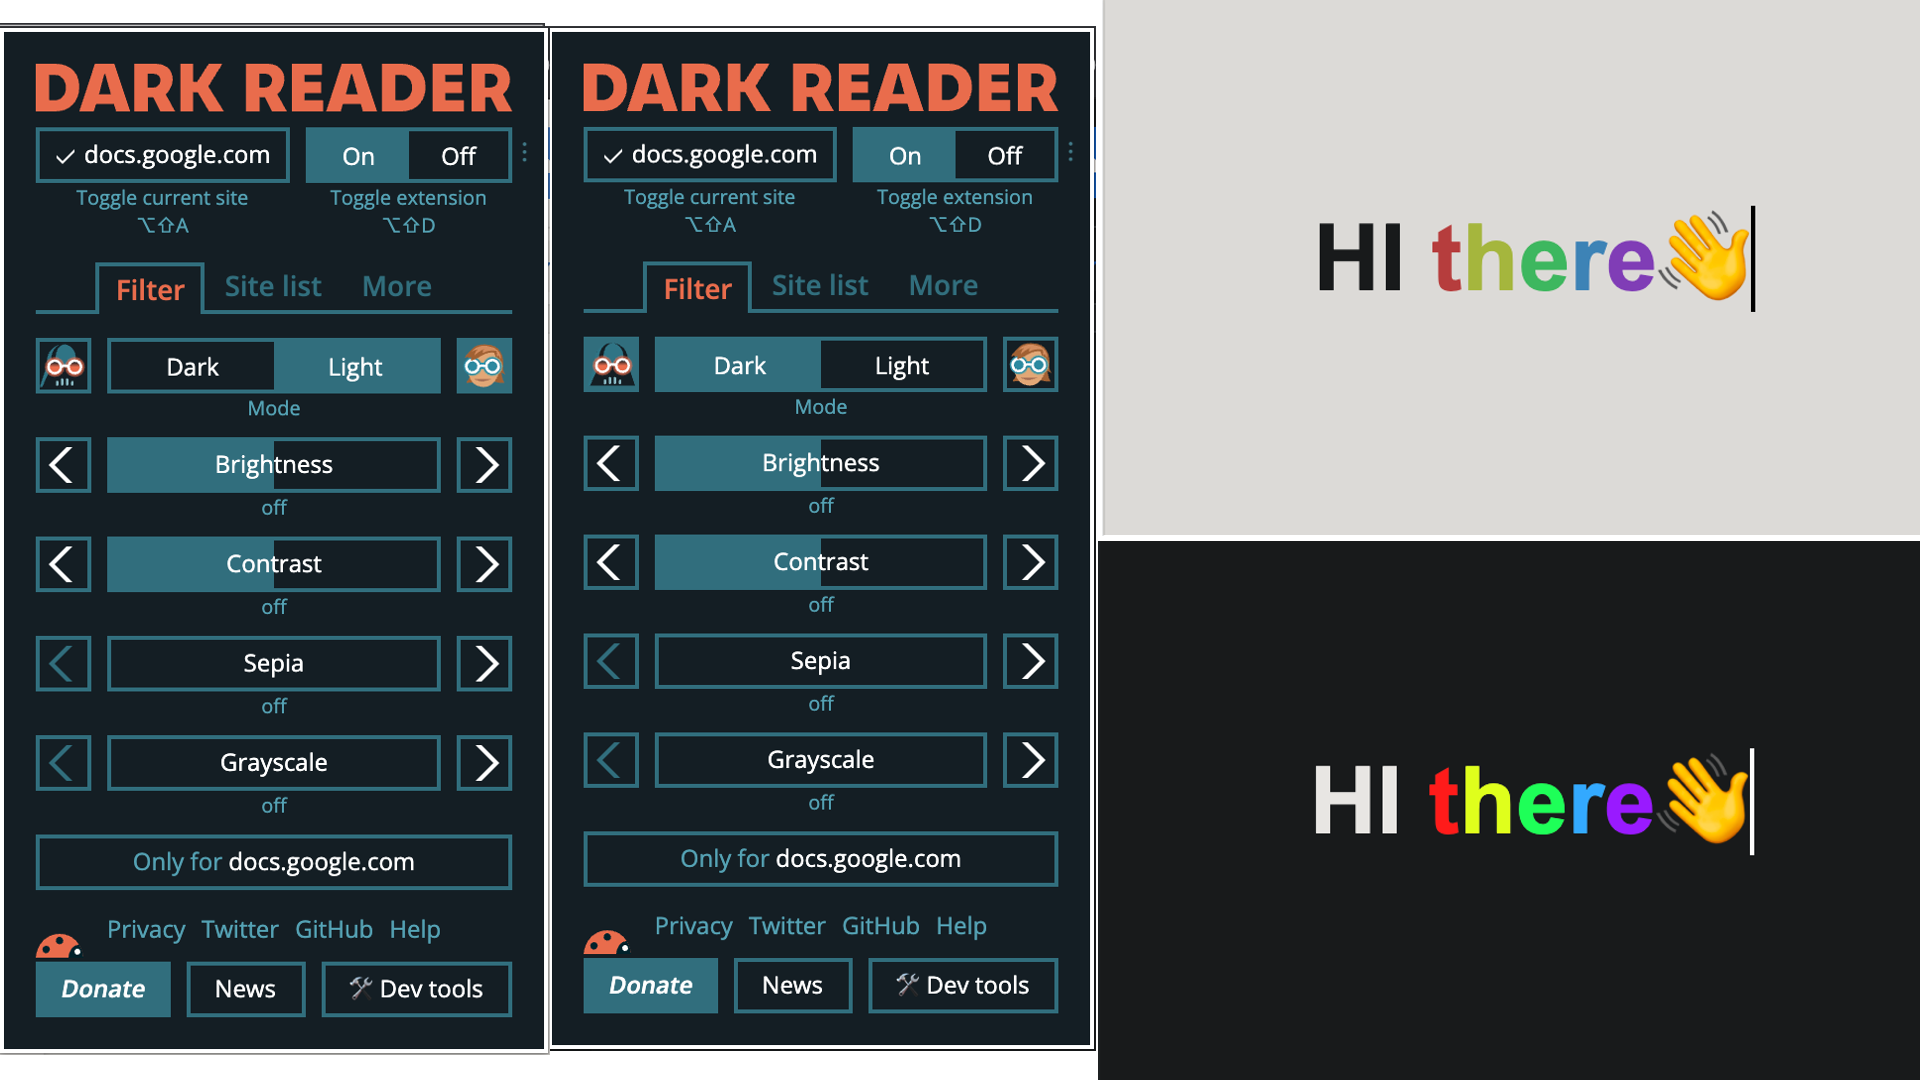 DARK READER
docs.google.com On Off
Toggle current site Toggle extension
⌥⇧A ⌥⇧D
Filter Site list More
Dark Light
Mode
Brightness
off
Contrast
off
Sepia
off
Grayscale
off
Only for docs.google.com
Privacy Twitter GitHub Help
Donate News Dev tools
DARK READER
docs.google.com On Off
Toggle current site Toggle extension
⌥⇧A ⌥⇧D
Filter Site list More
Dark Light
Mode
Brightness
off
Contrast
off
Sepia
off
Grayscale
off
Only for docs.google.com
Privacy Twitter GitHub Help
Donate News Dev tools
HI there👋
HI there👋